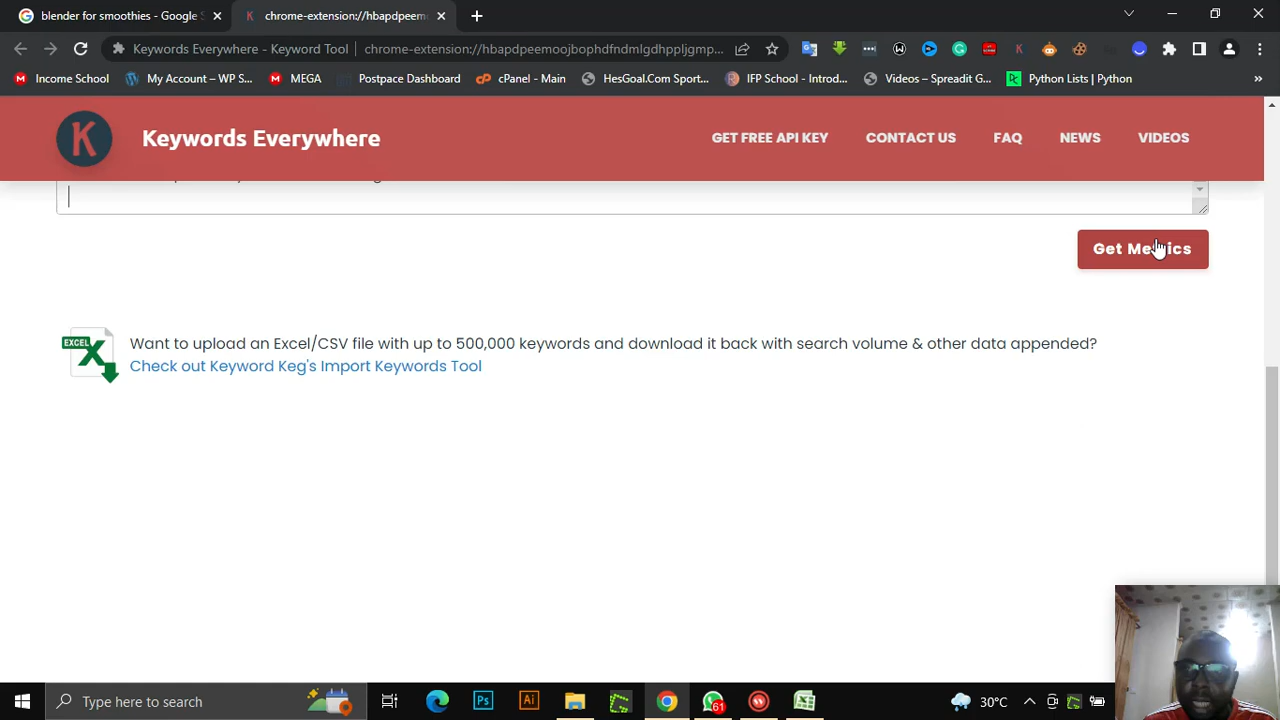 blender for smoothies - Google S
chrome-extension://hbapdpeemo
Keywords Everywhere - Keyword Tool
chrome-extension://hbapdpeemoojbophdfndmlgdhppljgmp...
Income School
My Account – WP S...
MEGA
Postpace Dashboard
cPanel - Main
HesGoal.Com Sport...
IFP School - Introd...
Videos – Spreadit G...
Python Lists | Python
»
K
Keywords Everywhere
GET FREE API KEY
CONTACT US
FAQ
NEWS
VIDEOS
Get Metrics
EXCEL
Want to upload an Excel/CSV file with up to 500,000 keywords and download it back with search volume & other data appended?
Check out Keyword Keg's Import Keywords Tool
Type here to search
Ps
Ai
61
30°C